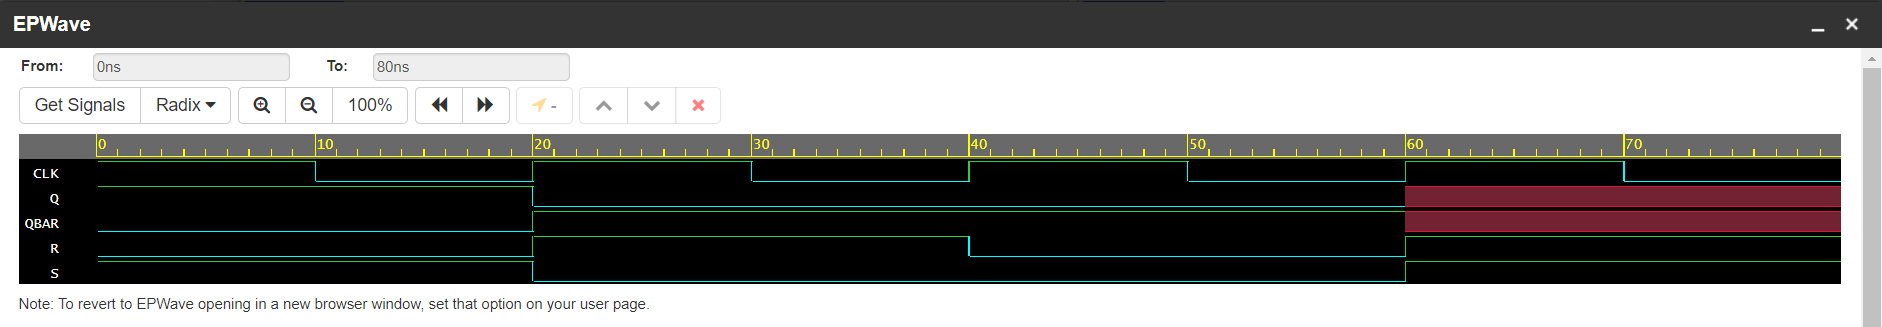 EPWave
From: 0ns To: 80ns
Get Signals Radix 100% -
0 10 20 30 40 50 60 70
CLK
Q
QBAR
R
S
Note: To revert to EPWave opening in a new browser window, set that option on your user page.